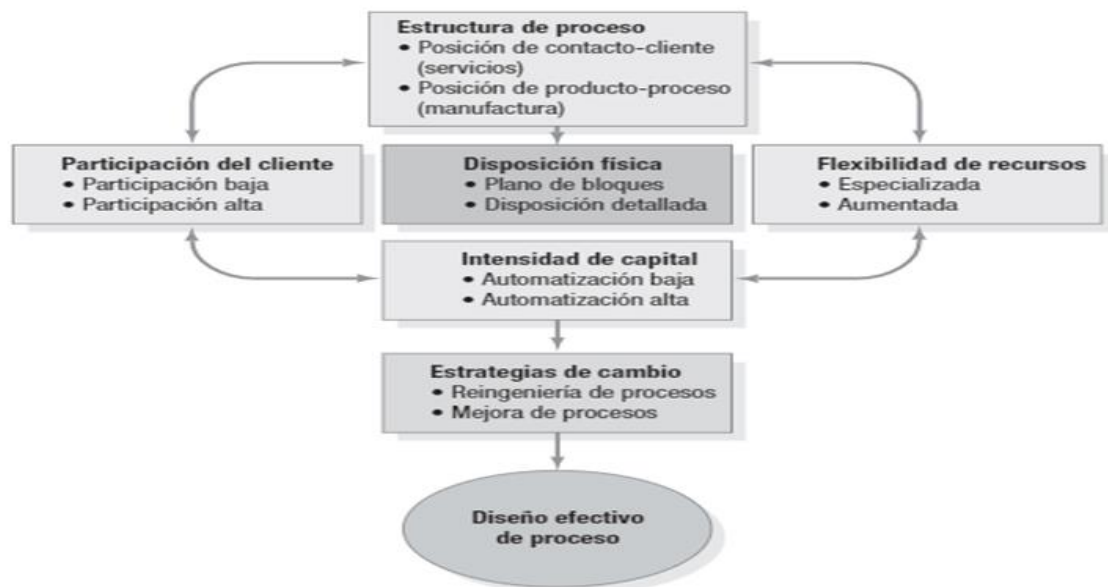 Estructura de proceso
• Posición de contacto-cliente
(servicios)
• Posición de producto-proceso
(manufactura)
Participación del cliente
• Participación baja
• Participación alta
Disposición física
• Plano de bloques
• Disposición detallada
Flexibilidad de recursos
• Especializada
• Aumentada
Intensidad de capital
• Automatización baja
• Automatización alta
Estrategias de cambio
• Reingeniería de procesos
• Mejora de procesos
Diseño efectivo
de proceso